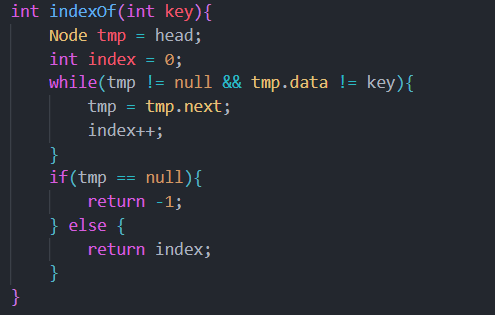 int indexOf(int key){
    Node tmp = head;
    int index = 0;
    while(tmp != null && tmp.data != key){
        tmp = tmp.next;
        index++;
    }
    if(tmp == null){
        return -1;
    } else {
        return index;
    }
}